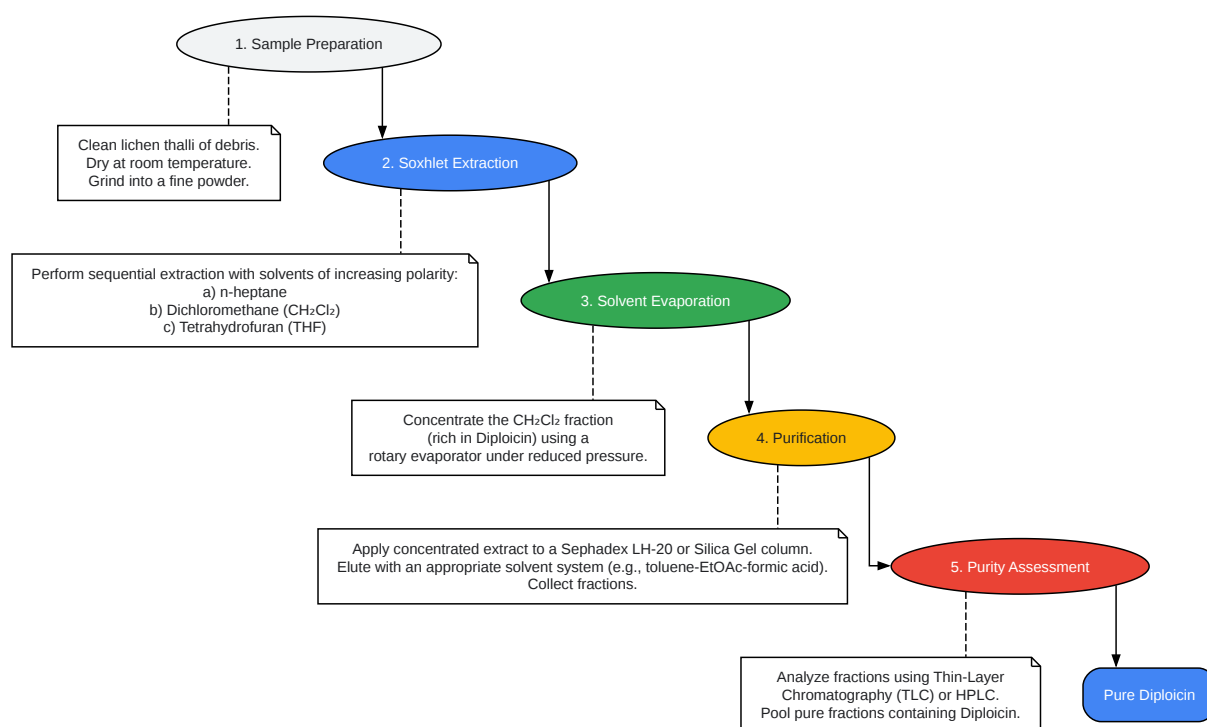 1. Sample Preparation
Clean lichen thalli of debris.
Dry at room temperature.
Grind into a fine powder.
2. Soxhlet Extraction
Perform sequential extraction with solvents of increasing polarity:
a) n-heptane
b) Dichloromethane (CH₂Cl₂)
c) Tetrahydrofuran (THF)
3. Solvent Evaporation
Concentrate the CH₂Cl₂ fraction
(rich in Diploicin) using a
rotary evaporator under reduced pressure.
4. Purification
Apply concentrated extract to a Sephadex LH-20 or Silica Gel column.
Elute with an appropriate solvent system (e.g., toluene-EtOAc-formic acid).
Collect fractions.
5. Purity Assessment
Analyze fractions using Thin-Layer
Chromatography (TLC) or HPLC.
Pool pure fractions containing Diploicin.
Pure Diploicin